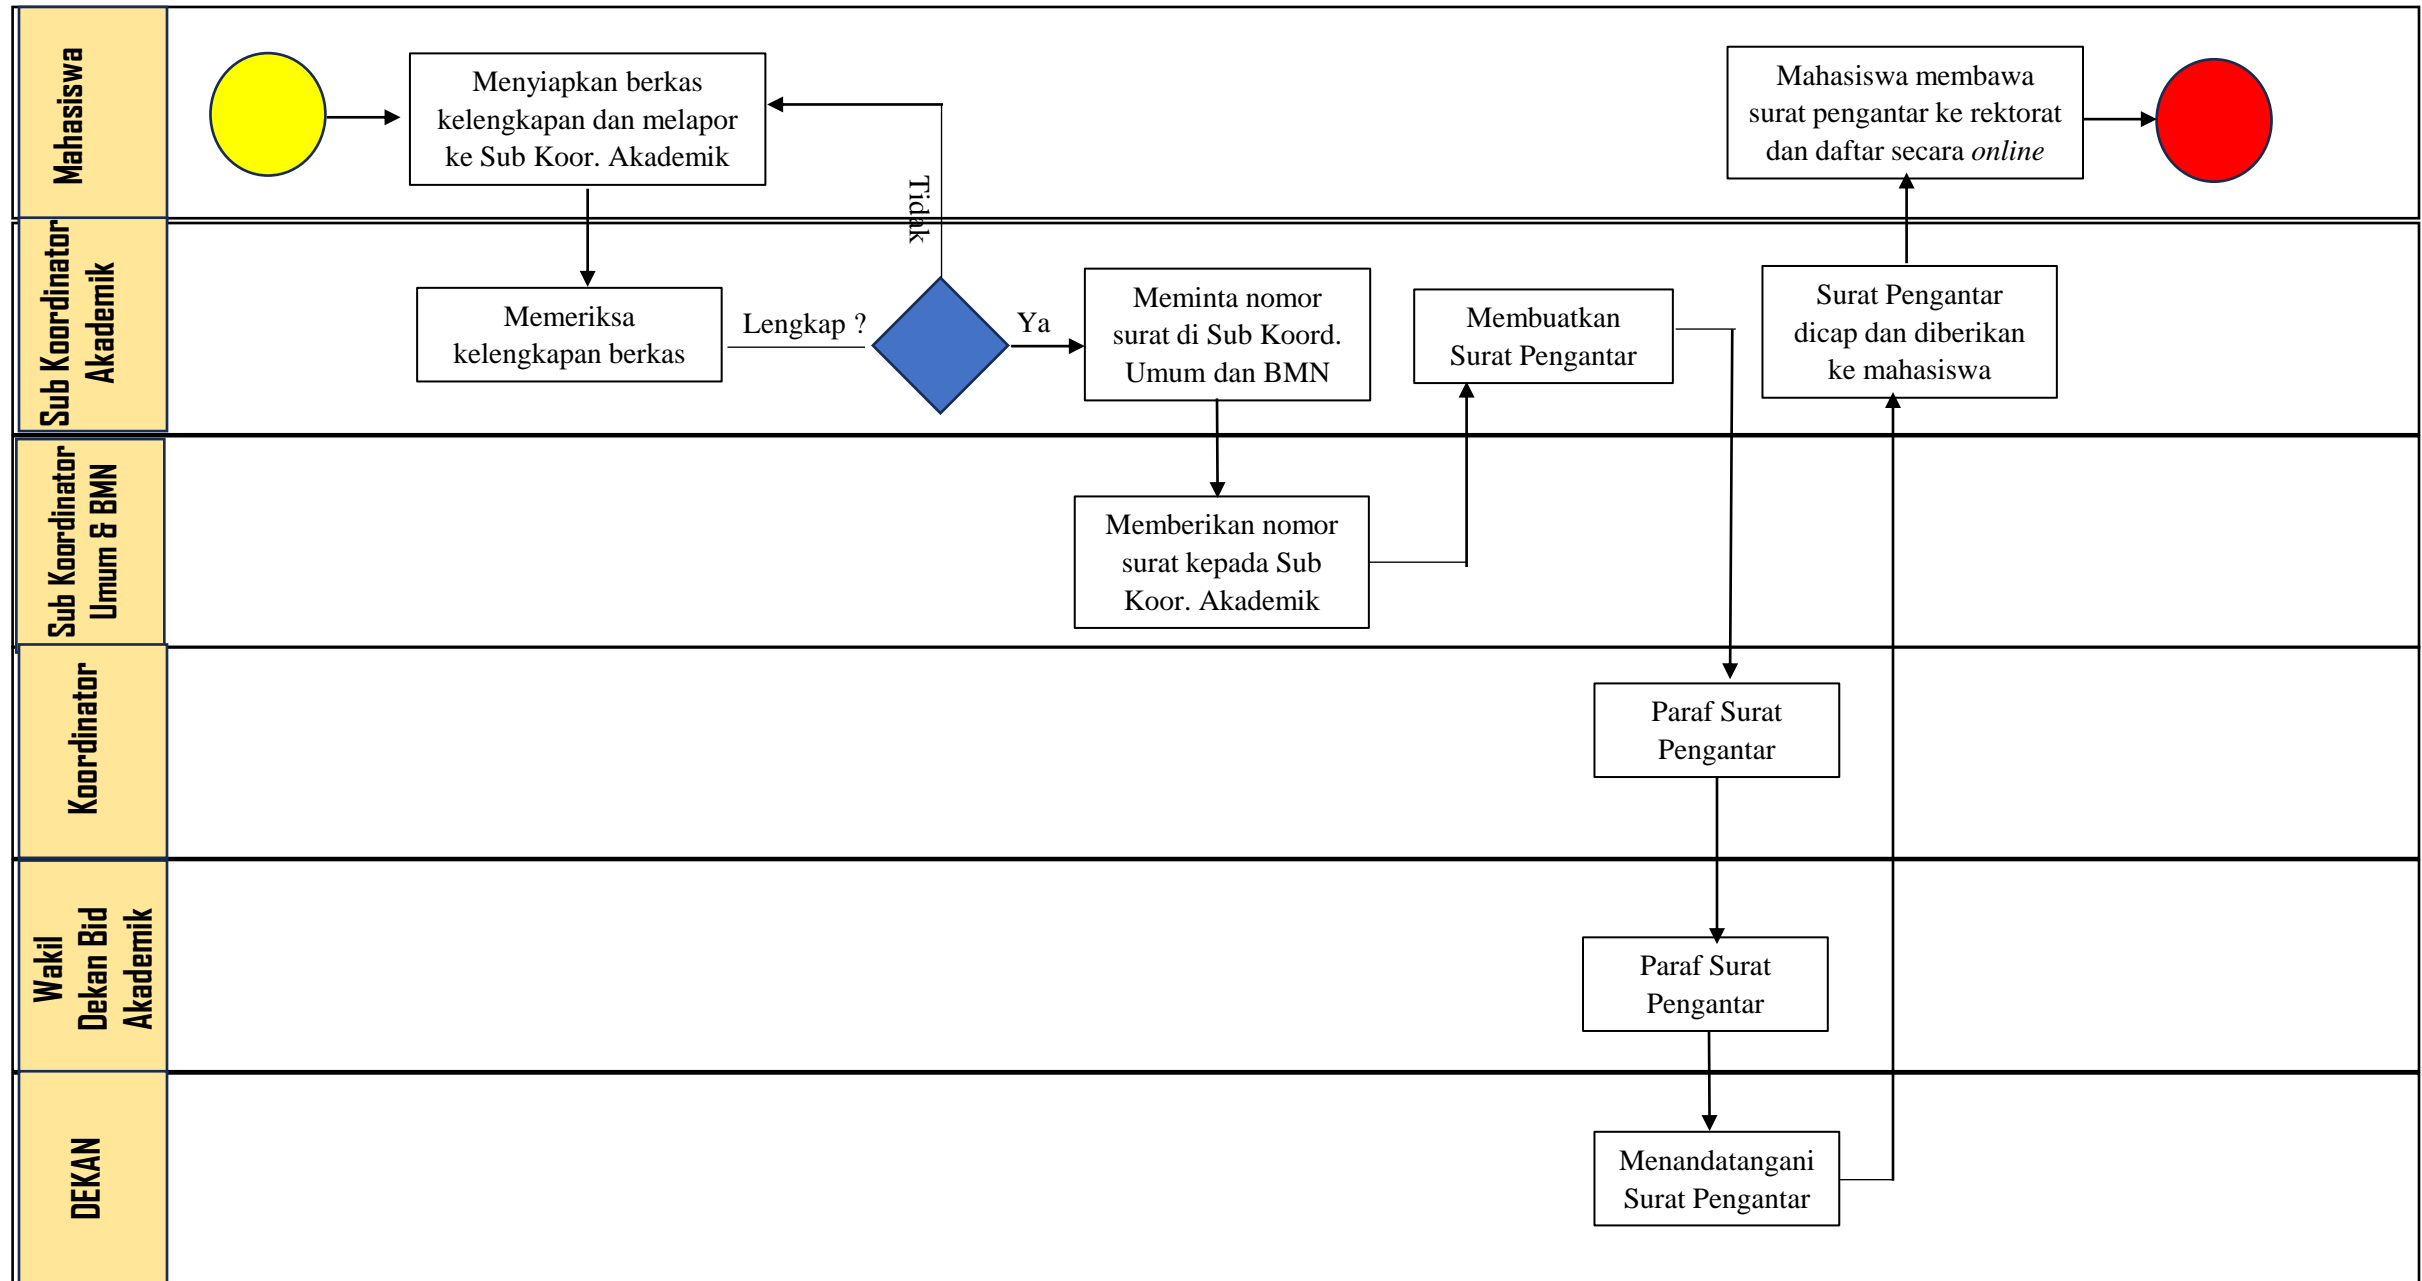 Mahasiswa
Menyiapkan berkas
kelengkapan dan melapor
ke Sub Koor. Akademik
Mahasiswa membawa
surat pengantar ke rektorat
dan daftar secara online
Tidak
Sub Koordinator
Akademik
Memeriksa
kelengkapan berkas
Lengkap ?
Ya
Meminta nomor
surat di Sub Koord.
Umum dan BMN
Membuatkan
Surat Pengantar
Surat Pengantar
dicap dan diberikan
ke mahasiswa
Sub Koordinator
Umum & BMN
Memberikan nomor
surat kepada Sub
Koor. Akademik
Koordinator
Paraf Surat
Pengantar
Wakil
Dekan Bid
Akademik
Paraf Surat
Pengantar
DEKAN
Menandatangani
Surat Pengantar